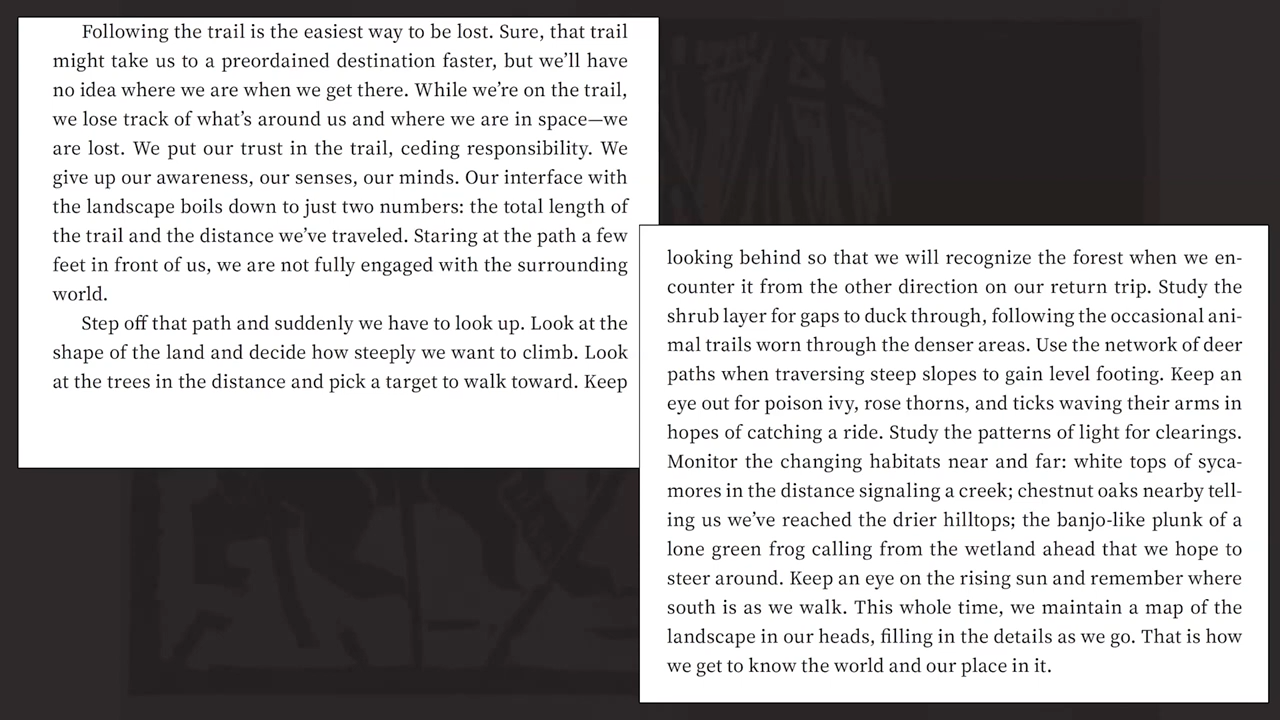 Following the trail is the easiest way to be lost. Sure, that trail
might take us to a preordained destination faster, but we’ll have
no idea where we are when we get there. While we’re on the trail,
we lose track of what’s around us and where we are in space—we
are lost. We put our trust in the trail, ceding responsibility. We
give up our awareness, our senses, our minds. Our interface with
the landscape boils down to just two numbers: the total length of
the trail and the distance we’ve traveled. Staring at the path a few
feet in front of us, we are not fully engaged with the surrounding
world.
Step off that path and suddenly we have to look up. Look at the
shape of the land and decide how steeply we want to climb. Look
at the trees in the distance and pick a target to walk toward. Keep
looking behind so that we will recognize the forest when we en-
counter it from the other direction on our return trip. Study the
shrub layer for gaps to duck through, following the occasional ani-
mal trails worn through the denser areas. Use the network of deer
paths when traversing steep slopes to gain level footing. Keep an
eye out for poison ivy, rose thorns, and ticks waving their arms in
hopes of catching a ride. Study the patterns of light for clearings.
Monitor the changing habitats near and far: white tops of syca-
mores in the distance signaling a creek; chestnut oaks nearby tell-
ing us we’ve reached the drier hilltops; the banjo-like plunk of a
lone green frog calling from the wetland ahead that we hope to
steer around. Keep an eye on the rising sun and remember where
south is as we walk. This whole time, we maintain a map of the
landscape in our heads, filling in the details as we go. That is how
we get to know the world and our place in it.